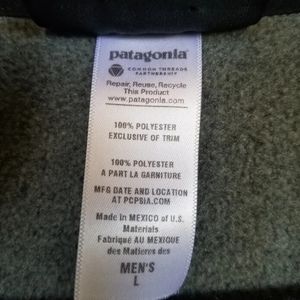 patagonia
COMMON THREADS
PARTNERSHIP
Repair, Reuse, Recycle
This Product
www.patagonia.com
100% POLYESTER
EXCLUSIVE OF TRIM
100% POLYESTER
A PART LA GARNITURE
MFG DATE AND LOCATION
AT PCPSIA.COM
Made in MEXICO of U.S.
Materials
Fabriqué AU MEXIQUE
des Matieres des
MEN'S
L